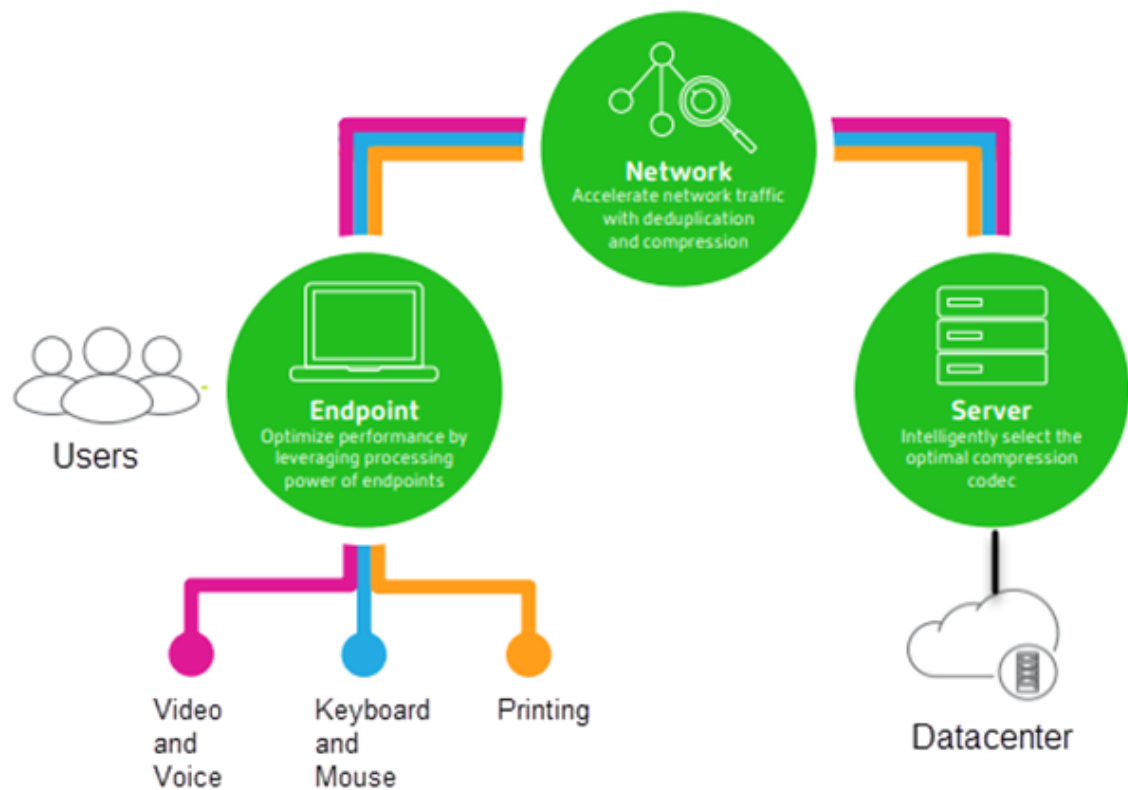 Network
Accelerate network traffic
with deduplication
and compression
Endpoint
Optimize performance by
leveraging processing
power of endpoints
Server
Intelligently select the
optimal compression
codec
Users
Video
and
Voice
Keyboard
and
Mouse
Printing
Datacenter